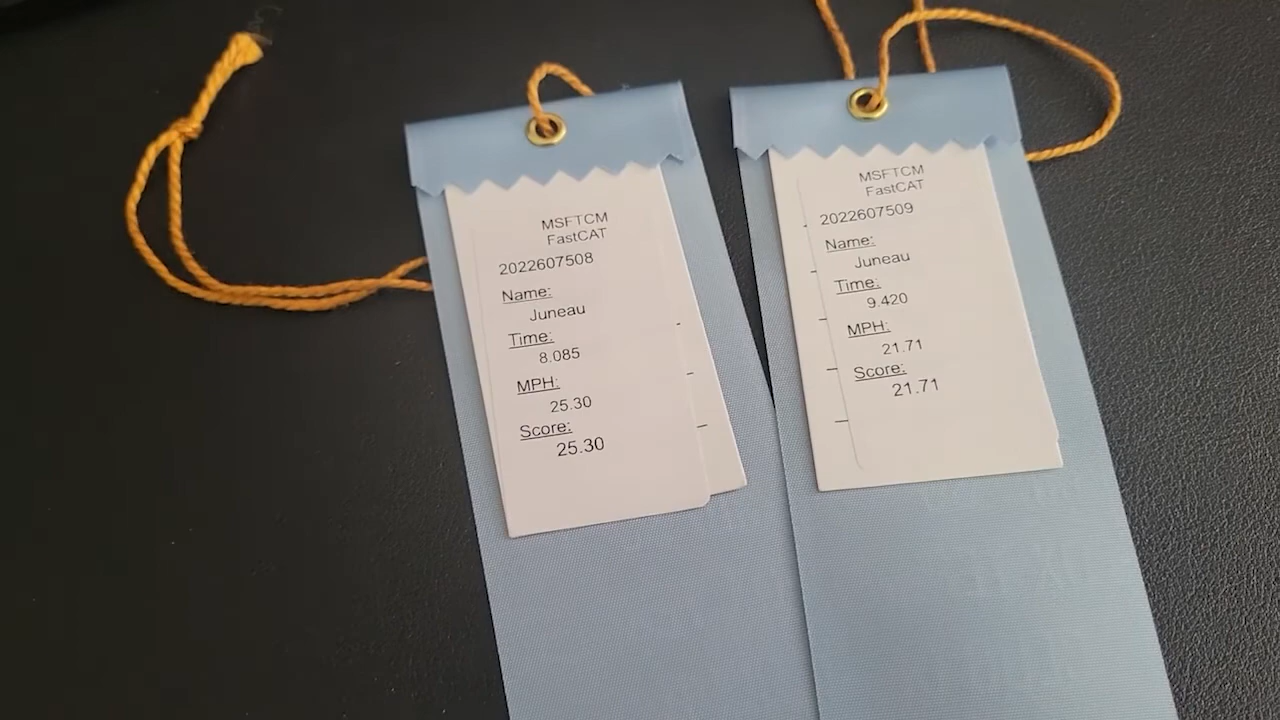 MSFTCM
FastCAT
2022607508
Name:
Juneau
Time:
8.085
MPH:
25.30
Score:
25.30
MSFTCM
FastCAT
2022607509
Name:
Juneau
Time:
9.420
MPH:
21.71
Score:
21.71